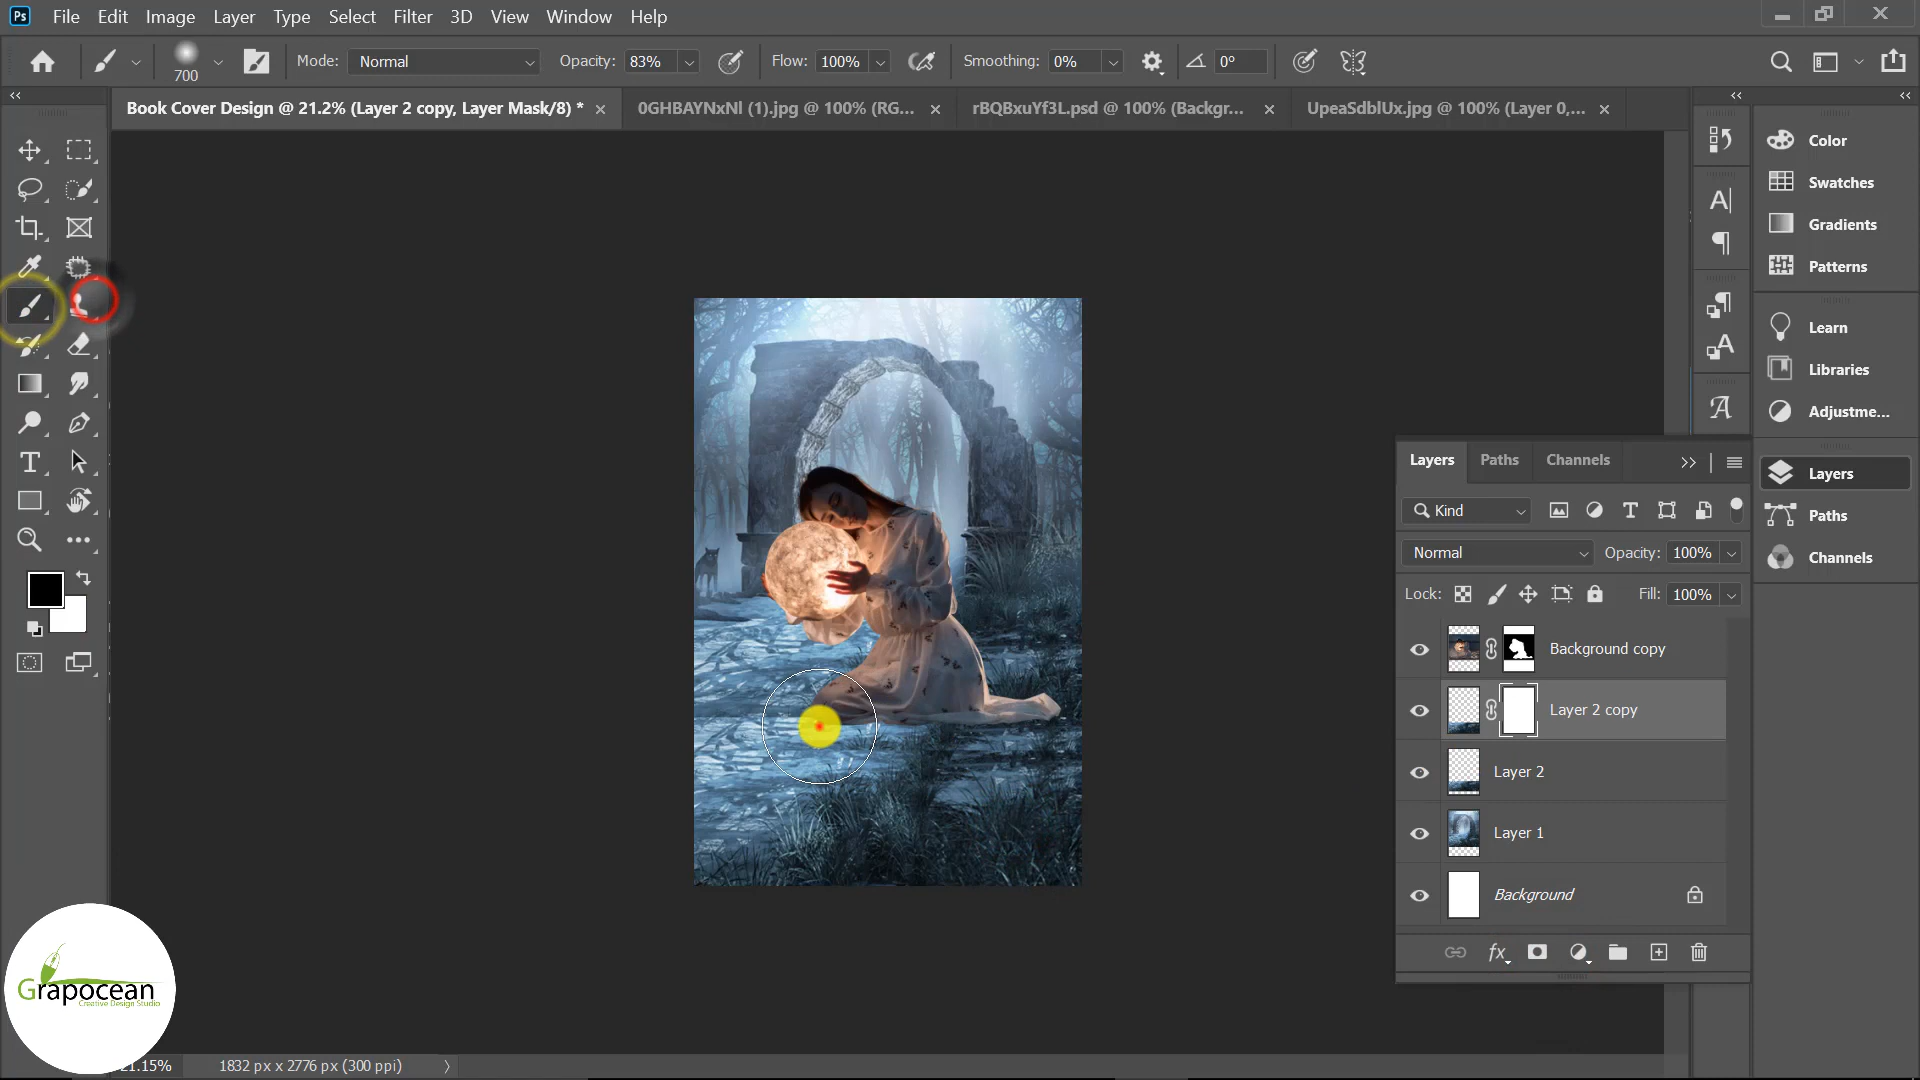 Ps File Edit Image Layer Type Select Filter 3D View Window Help
700 Mode: Normal Opacity: 83% Flow: 100% Smoothing: 0% 0°
Book Cover Design @ 21.2% (Layer 2 copy, Layer Mask/8) * 0GHBAYNxNl (1).jpg @ 100% (RG... rBQBxuYf3L.psd @ 100% (Backgr... UpeaSdblUx.jpg @ 100% (Layer 0,...
Color
Swatches
Gradients
Patterns
Learn
Libraries
Adjustme...
Layers
Paths
Channels
Layers Paths Channels
Kind
Normal Opacity: 100%
Lock: Fill: 100%
Background copy
Layer 2 copy
Layer 2
Layer 1
Background
fx
Grapocean
Creative Design Studio
21.15% 1832 px x 2776 px (300 ppi)